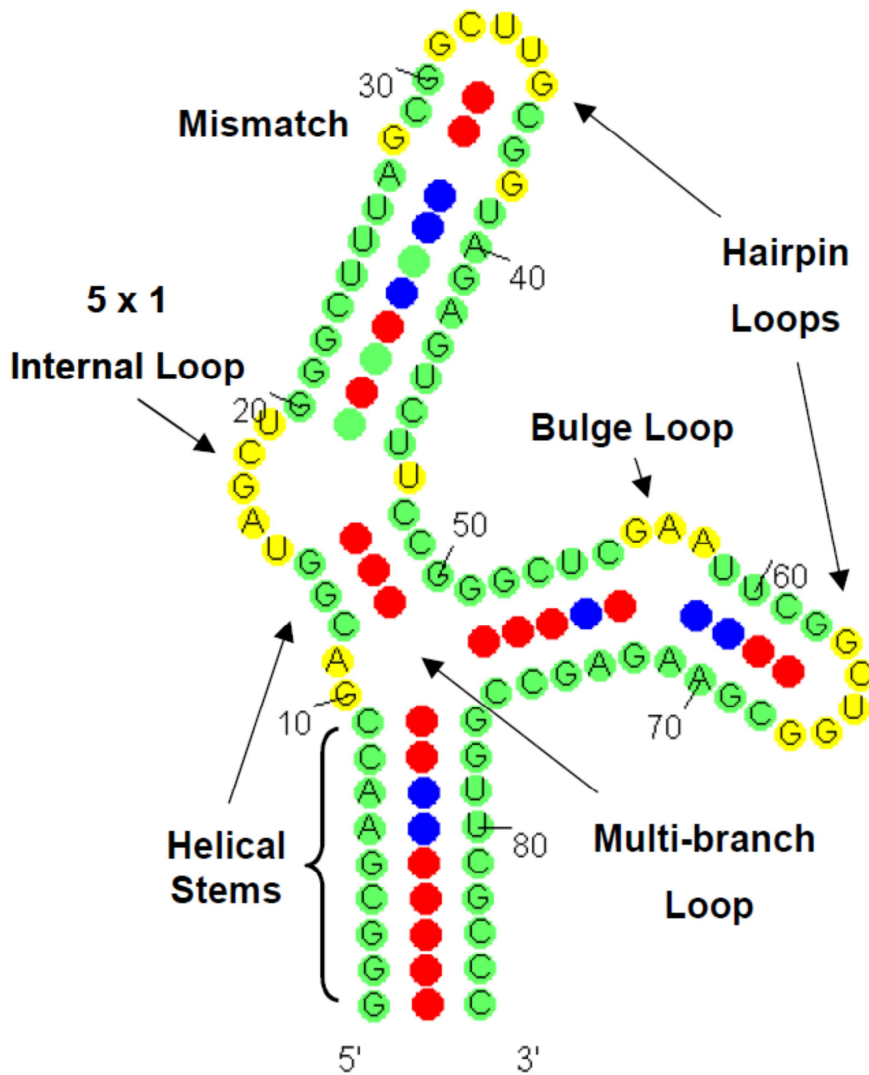 30
Mismatch
Hairpin
Loops
40
5 x 1
Internal Loop
20
Bulge Loop
50
60
70
10
Helical
Stems
Multi-branch
Loop
80
5'
3'
G G G C G A A C C G A C G G U A G C U G G G C U U U A G C G G C U U G C G G U A G A G U C U U C C G G G C U C G A A U U C G G C U G G C G A A G A G C C G G U U C G C C C